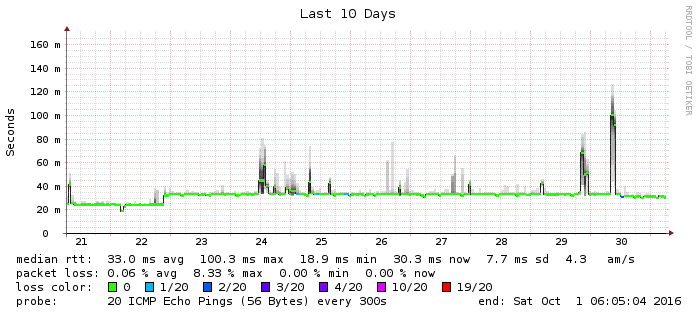 Last 10 Days
RRDTOOL / TOBI OETIKER
Seconds
160 m
140 m
120 m
100 m
80 m
60 m
40 m
20 m
0
21 22 23 24 25 26 27 28 29 30
median rtt: 33.0 ms avg 100.3 ms max 18.9 ms min 30.3 ms now 7.7 ms sd 4.3 am/s
packet loss: 0.06 % avg 8.33 % max 0.00 % min 0.00 % now
loss color: 0 1/20 2/20 3/20 4/20 10/20 19/20
probe: 20 ICMP Echo Pings (56 Bytes) every 300s end: Sat Oct 1 06:05:04 2016